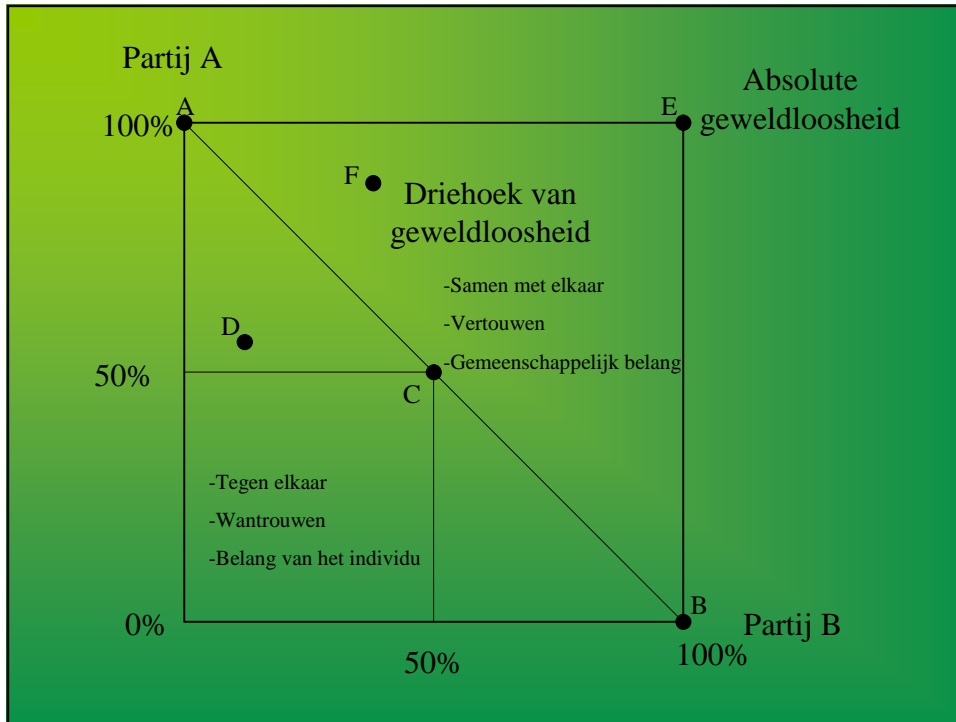 Partij A
A
100%
E
Absolute
geweldloosheid
F
Driehoek van
geweldloosheid
-Samen met elkaar
-Vertouwen
-Gemeenschappelijk belang
D
50%
C
-Tegen elkaar
-Wantrouwen
-Belang van het individu
0%
B
Partij B
50%
100%